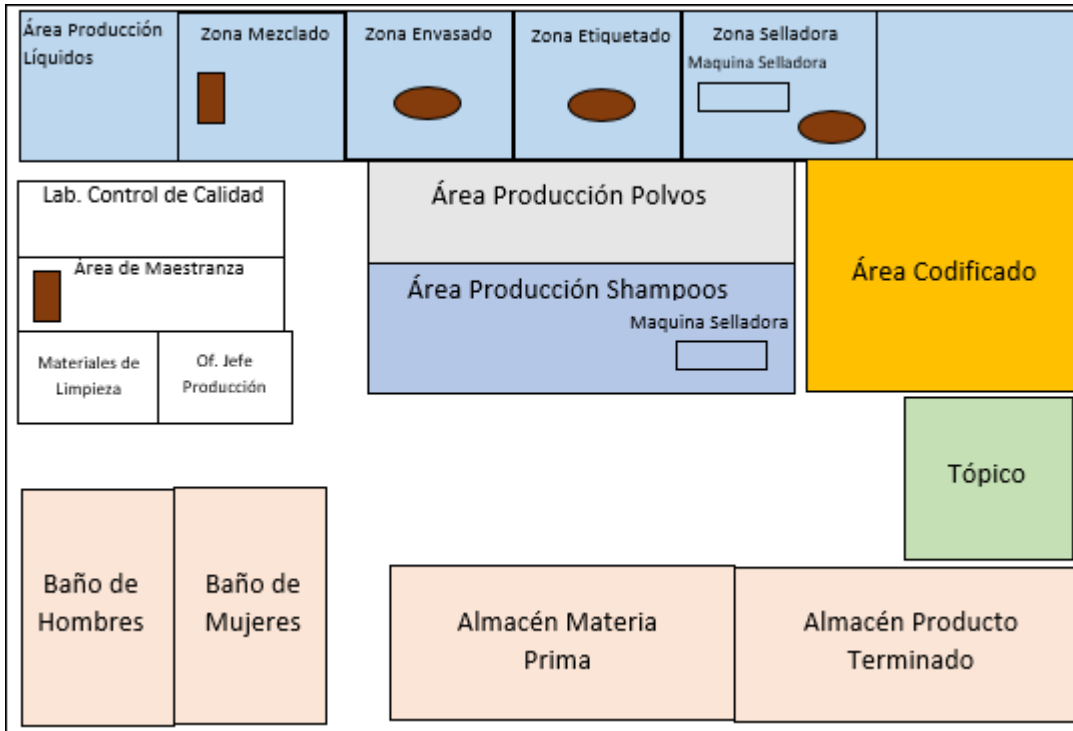 Área Producción
Líquidos
Zona Mezclado
Zona Envasado
Zona Etiquetado
Zona Selladora
Maquina Selladora
Lab. Control de Calidad
Área de Maestranza
Materiales de
Limpieza
Of. Jefe
Producción
Área Producción Polvos
Área Producción Shampoos
Maquina Selladora
Área Codificado
Tópico
Baño de
Hombres
Baño de
Mujeres
Almacén Materia
Prima
Almacén Producto
Terminado